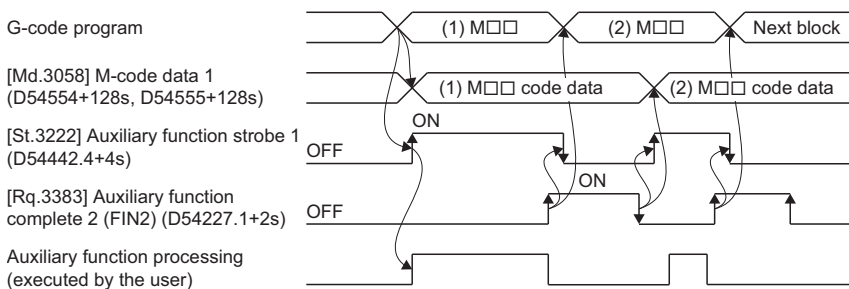 G-code program
(1) M□□
(2) M□□
Next block
[Md.3058] M-code data 1
(D54554+128s, D54555+128s)
(1) M□□ code data
(2) M□□ code data
ON
[St.3222] Auxiliary function strobe 1
(D54442.4+4s)
OFF
ON
[Rq.3383] Auxiliary function
complete 2 (FIN2) (D54227.1+2s)
OFF
Auxiliary function processing
(executed by the user)